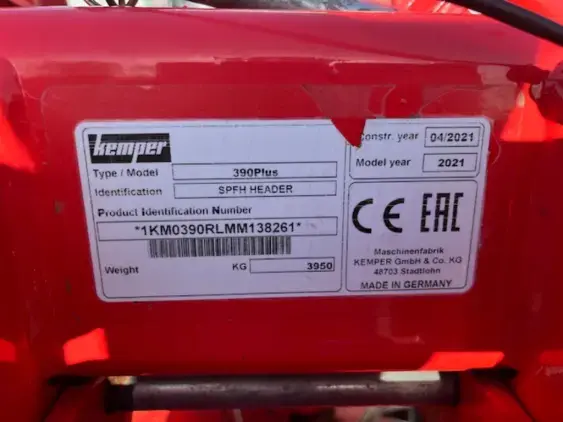 kemper
Type / Model 390Plus
Identification SPFH HEADER
Product Identification Number
*1KM0390RLMM138261*
Weight KG 3950
Constr. year 04/2021
Model year 2021
CE EAC
Maschinenfabrik
KEMPER GmbH & Co. KG
48703 Stadtlohn
MADE IN GERMANY